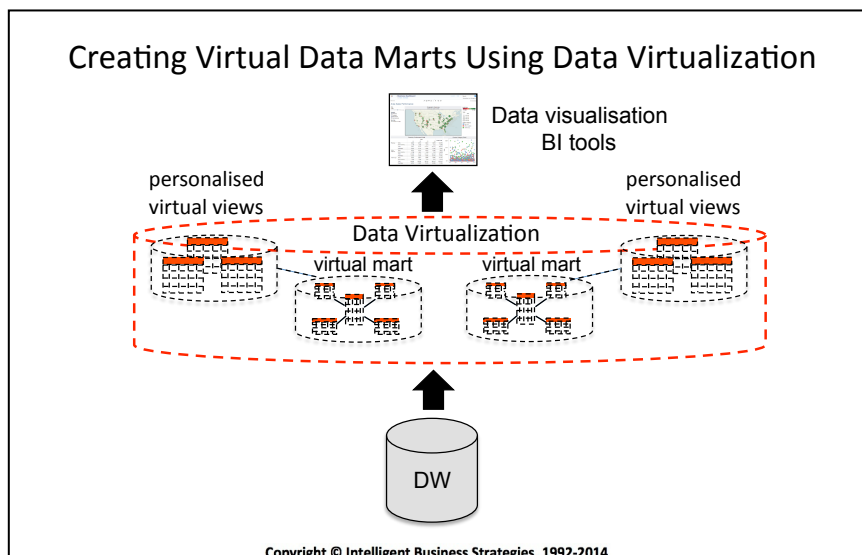 Creating Virtual Data Marts Using Data Virtualization
Data visualisation
BI tools
personalised
virtual views
personalised
virtual views
Data Virtualization
virtual mart
virtual mart
DW
Copyright © Intelligent Business Strategies 1992-2014